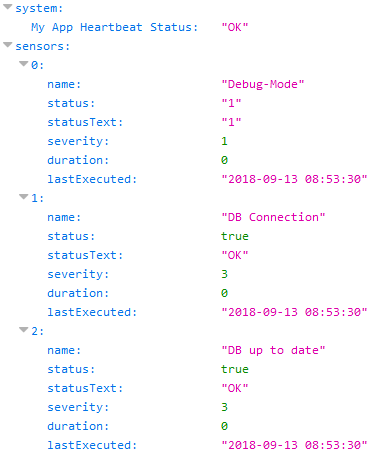 system:
My App Heartbeat Status: "OK"
sensors:
0:
name: "Debug-Mode"
status: "1"
statusText: "1"
severity: 1
duration: 0
lastExecuted: "2018-09-13 08:53:30"
1:
name: "DB Connection"
status: true
statusText: "OK"
severity: 3
duration: 0
lastExecuted: "2018-09-13 08:53:30"
2:
name: "DB up to date"
status: true
statusText: "OK"
severity: 3
duration: 0
lastExecuted: "2018-09-13 08:53:30"